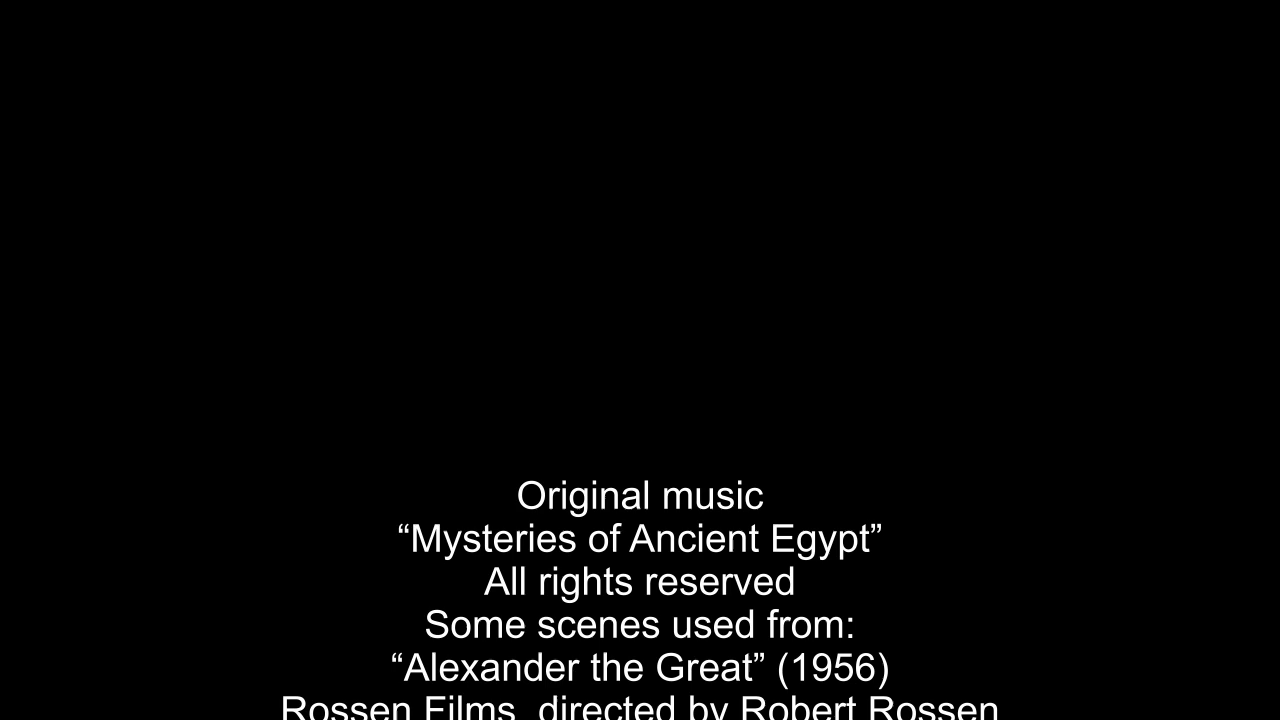 Original music
“Mysteries of Ancient Egypt”
All rights reserved
Some scenes used from:
“Alexander the Great” (1956)
Rossen Films, directed by Robert Rossen